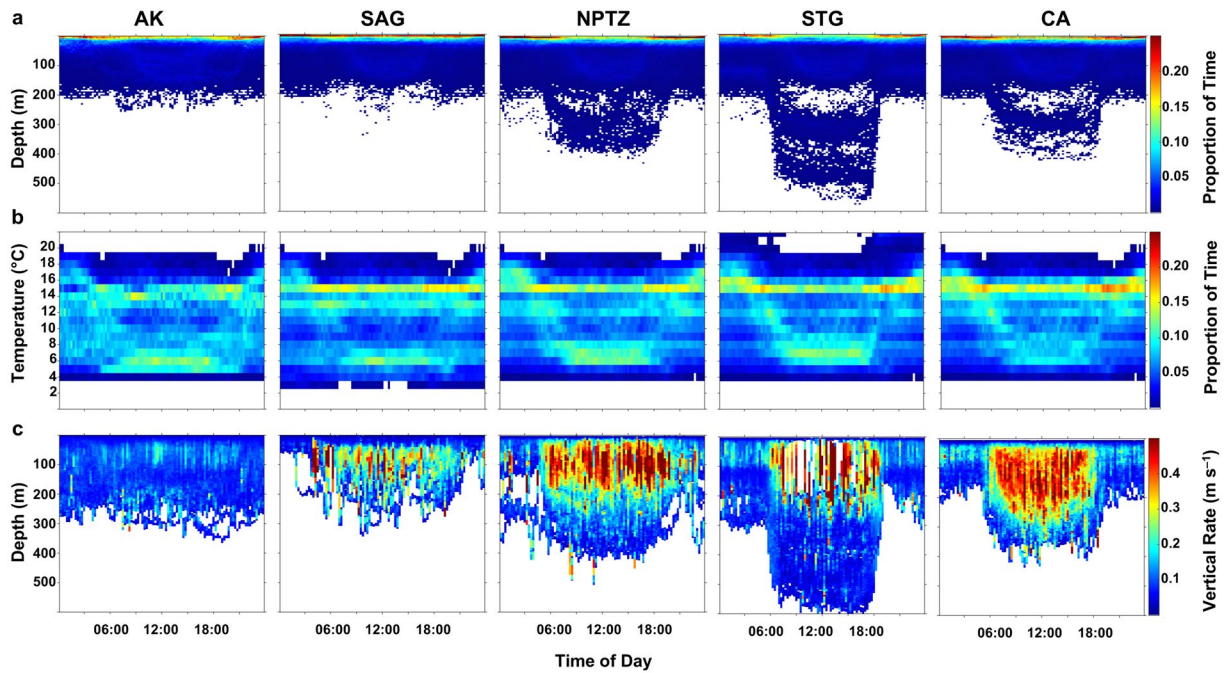 a AK SAG NPTZ STG CA
100
200
300
400
500
Depth (m)
0.20
0.15
0.10
0.05
Proportion of Time
b
20
18
16
14
12
10
8
6
4
2
Temperature (°C)
0.20
0.15
0.10
0.05
Proportion of Time
c
100
200
300
400
500
Depth (m)
0.4
0.3
0.2
0.1
Vertical Rate (m s⁻¹)
06:00 12:00 18:00 06:00 12:00 18:00 06:00 12:00 18:00 06:00 12:00 18:00 06:00 12:00 18:00
Time of Day